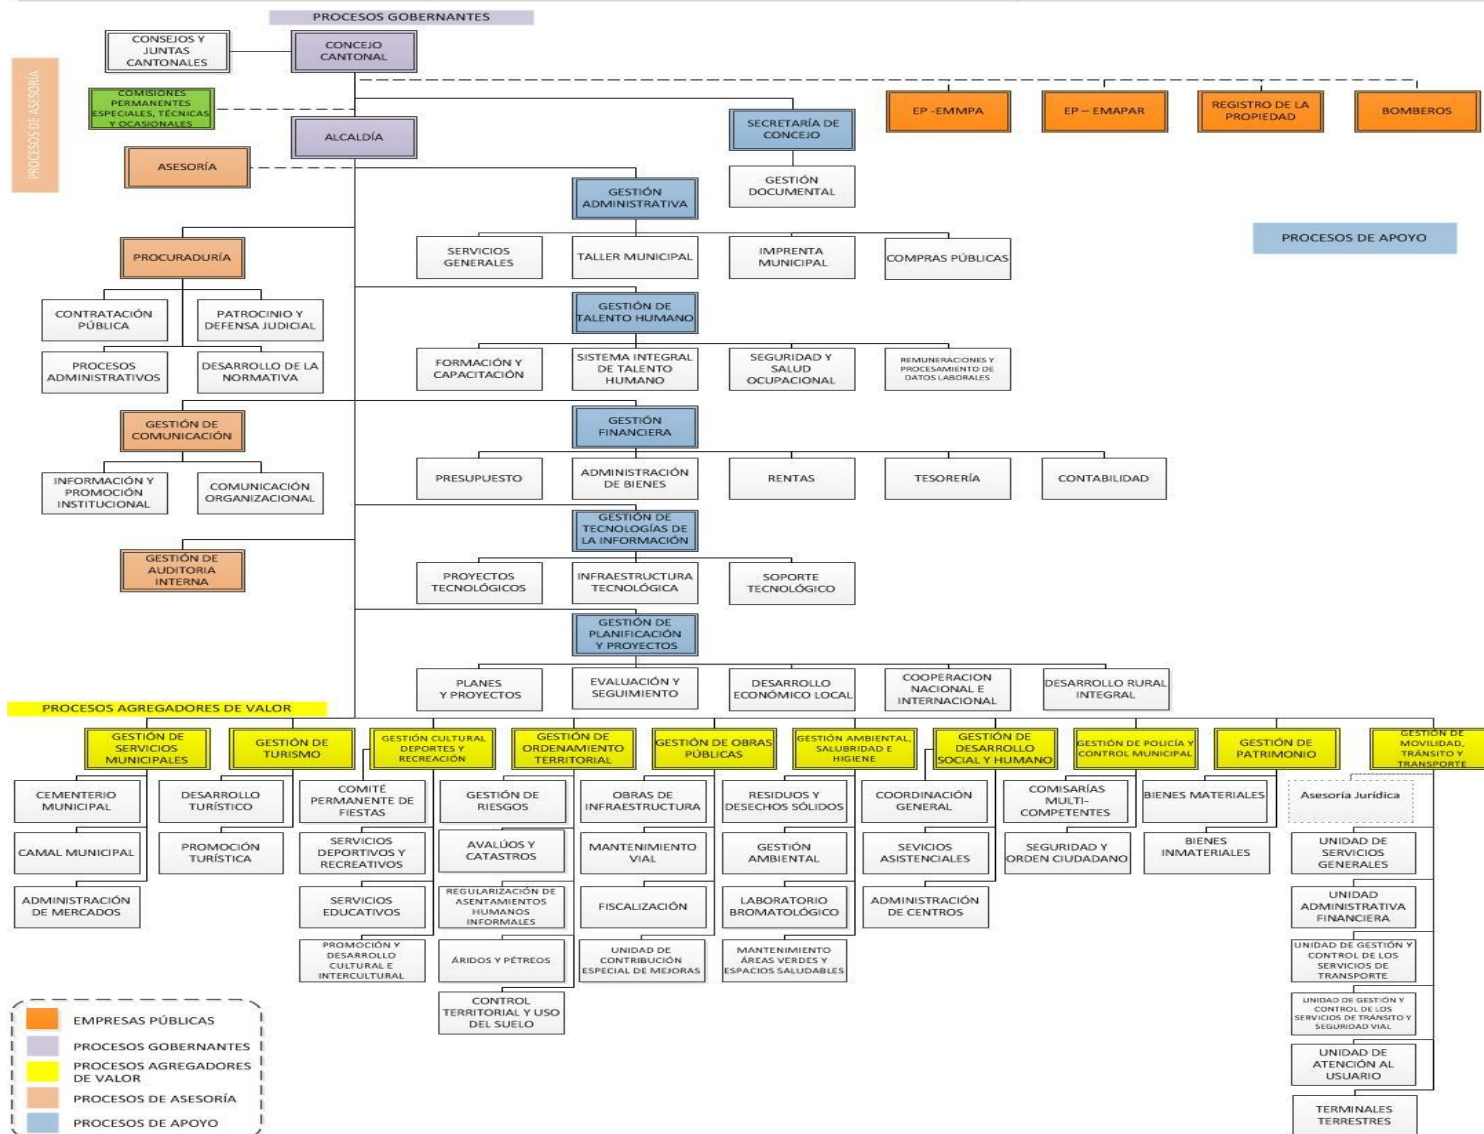 PROCESOS GOBERNANTES
CONSEJOS Y
JUNTAS
CANTONALES
CONCEJO
CANTONAL
PROCESOS DE ASESORÍA
COMISIONES
PERMANENTES
ESPECIALES, TÉCNICAS
Y OCASIONALES
ALCALDÍA
SECRETARÍA DE
CONCEJO
EP -EMMPA
EP – EMAPAR
REGISTRO DE LA
PROPIEDAD
BOMBEROS
ASESORÍA
GESTIÓN
DOCUMENTAL
GESTIÓN
ADMINISTRATIVA
PROCESOS DE APOYO
PROCURADURÍA
SERVICIOS
GENERALES
TALLER MUNICIPAL
IMPRENTA
MUNICIPAL
COMPRAS PÚBLICAS
CONTRATACIÓN
PÚBLICA
PATROCINIO Y
DEFENSA JUDICIAL
PROCESOS
ADMINISTRATIVOS
DESARROLLO DE LA
NORMATIVA
GESTIÓN DE
TALENTO HUMANO
FORMACIÓN Y
CAPACITACIÓN
SISTEMA INTEGRAL
DE TALENTO
HUMANO
SEGURIDAD Y
SALUD
OCUPACIONAL
REMUNERACIONES Y
PROCESAMIENTO DE
DATOS LABORALES
GESTIÓN DE
COMUNICACIÓN
GESTIÓN
FINANCIERA
INFORMACIÓN Y
PROMOCIÓN
INSTITUCIONAL
COMUNICACIÓN
ORGANIZACIONAL
PRESUPUESTO
ADMINISTRACIÓN
DE BIENES
RENTAS
TESORERÍA
CONTABILIDAD
GESTIÓN DE
TECNOLOGÍAS DE
LA INFORMACIÓN
GESTIÓN DE
AUDITORIA
INTERNA
PROYECTOS
TECNOLÓGICOS
INFRAESTRUCTURA
TECNOLÓGICA
SOPORTE
TECNOLÓGICO
GESTIÓN DE
PLANIFICACIÓN
Y PROYECTOS
PLANES
Y PROYECTOS
EVALUACIÓN Y
SEGUIMIENTO
DESARROLLO
ECONÓMICO LOCAL
COOPERACION
NACIONAL E
INTERNACIONAL
DESARROLLO RURAL
INTEGRAL
PROCESOS AGREGADORES DE VALOR
GESTIÓN DE
SERVICIOS
MUNICIPALES
GESTIÓN DE
TURISMO
GESTIÓN CULTURAL
DEPORTES Y
RECREACIÓN
GESTIÓN DE
ORDENAMIENTO
TERRITORIAL
GESTIÓN DE OBRAS
PÚBLICAS
GESTIÓN AMBIENTAL,
SALUBRIDAD E
HIGIENE
GESTIÓN DE
DESARROLLO
SOCIAL Y HUMANO
GESTIÓN DE POLICÍA Y
CONTROL MUNICIPAL
GESTIÓN DE
PATRIMONIO
GESTIÓN DE
MOVILIDAD,
TRÁNSITO Y
TRANSPORTE
CEMENTERIO
MUNICIPAL
DESARROLLO
TURÍSTICO
COMITÉ
PERMANENTE DE
FIESTAS
GESTIÓN DE
RIESGOS
OBRAS DE
INFRAESTRUCTURA
RESIDUOS Y
DESECHOS SÓLIDOS
COORDINACIÓN
GENERAL
COMISARÍAS
MULTI-
COMPETENTES
BIENES MATERIALES
Asesoría Jurídica
CAMAL MUNICIPAL
PROMOCIÓN
TURÍSTICA
SERVICIOS
DEPORTIVOS Y
RECREATIVOS
AVALÚOS Y
CATASTROS
MANTENIMIENTO
VIAL
GESTIÓN
AMBIENTAL
SEVICIOS
ASISTENCIALES
SEGURIDAD Y
ORDEN CIUDADANO
BIENES
INMATERIALES
UNIDAD DE
SERVICIOS
GENERALES
ADMINISTRACIÓN
DE MERCADOS
SERVICIOS
EDUCATIVOS
REGULARIZACIÓN DE
ASENTAMIENTOS
HUMANOS
INFORMALES
FISCALIZACIÓN
LABORATORIO
BROMATOLÓGICO
ADMINISTRACIÓN
DE CENTROS
UNIDAD
ADMINISTRATIVA
FINANCIERA
PROMOCIÓN Y
DESARROLLO
CULTURAL E
INTERCULTURAL
ÁRIDOS Y PÉTREOS
UNIDAD DE
CONTRIBUCIÓN
ESPECIAL DE MEJORAS
MANTENIMIENTO
ÁREAS VERDES Y
ESPACIOS SALUDABLES
UNIDAD DE GESTIÓN Y
CONTROL DE LOS
SERVICIOS DE
TRANSPORTE
CONTROL
TERRITORIAL Y USO
DEL SUELO
UNIDAD DE GESTIÓN Y
CONTROL DE LOS
SERVICIOS DE TRÁNSITO Y
SEGURIDAD VIAL
UNIDAD DE
ATENCIÓN AL
USUARIO
TERMINALES
TERRESTRES
EMPRESAS PÚBLICAS
PROCESOS GOBERNANTES
PROCESOS AGREGADORES
DE VALOR
PROCESOS DE ASESORÍA
PROCESOS DE APOYO